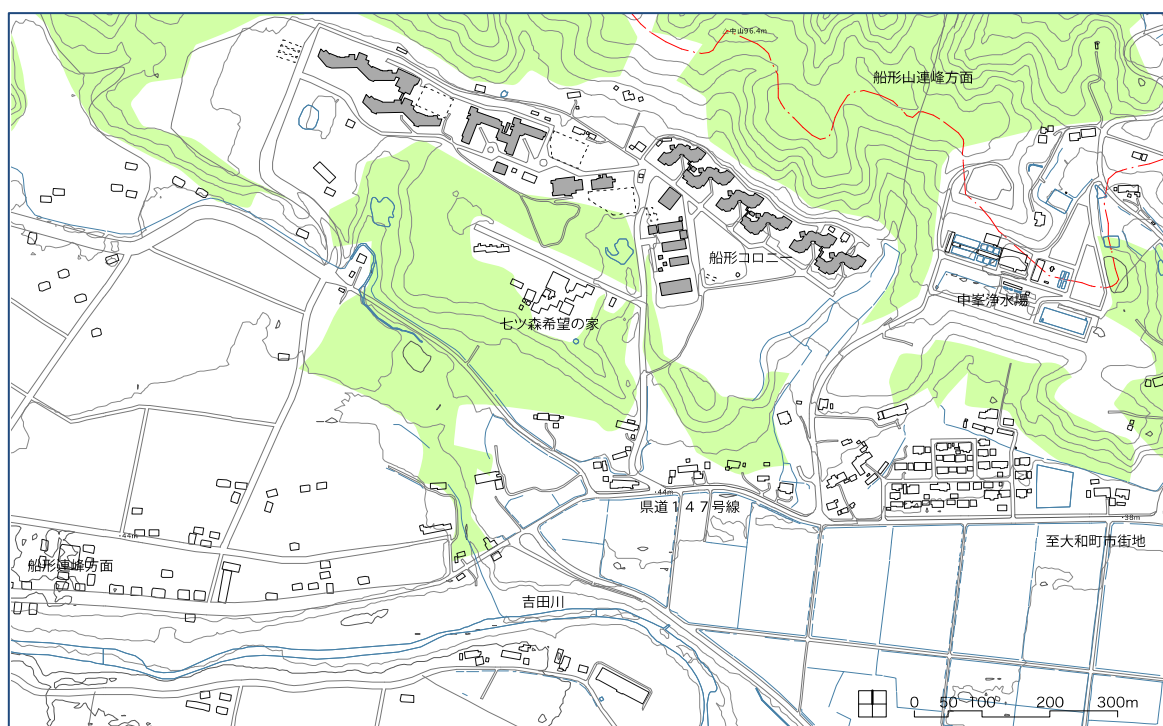 △中山96.4m
船形山連峰方面
船形コロニー
中峯浄水場
七ツ森希望の家
・44m
県道１４７号線
・38m
・44m
至大和町市街地
船形連峰方面
吉田川
0 50 100 200 300m